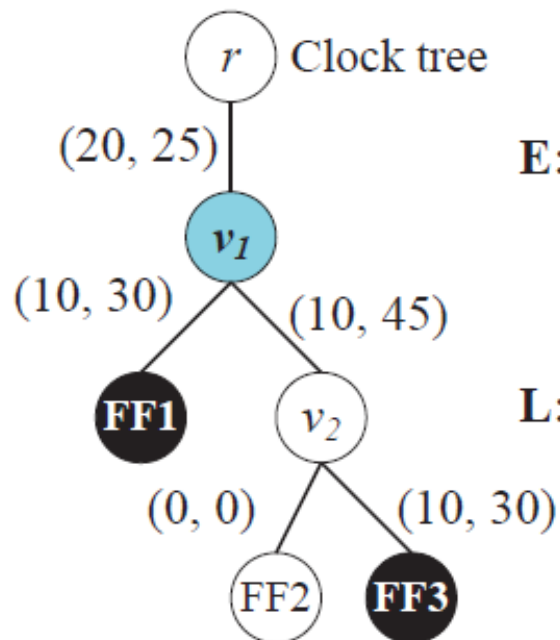 r Clock tree
(20, 25)
E:
v1
(10, 30) (10, 45)
FF1 v2 L:
(0, 0) (10, 30)
FF2 FF3